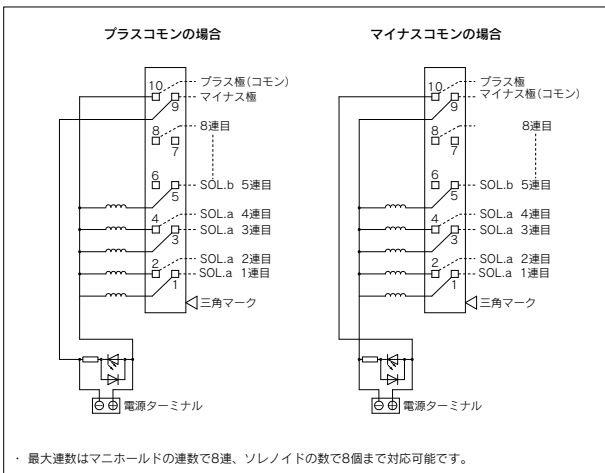 プラスコモンの場合
10
プラス極(コモン)
マイナス極
9
8
8連目
7
6
SOL.b 5連目
5
SOL.a 4連目
4
SOL.a 3連目
3
SOL.a 2連目
2
SOL.a 1連目
1
三角マーク
⊖ ⊕ 電源ターミナル
マイナスコモンの場合
10
プラス極
マイナス極(コモン)
9
8
8連目
7
6
SOL.b 5連目
5
SOL.a 4連目
4
SOL.a 3連目
3
SOL.a 2連目
2
SOL.a 1連目
1
三角マーク
⊖ ⊕ 電源ターミナル
・ 最大連数はマニホールドの連数で8連、ソレノイドの数で8個まで対応可能です。